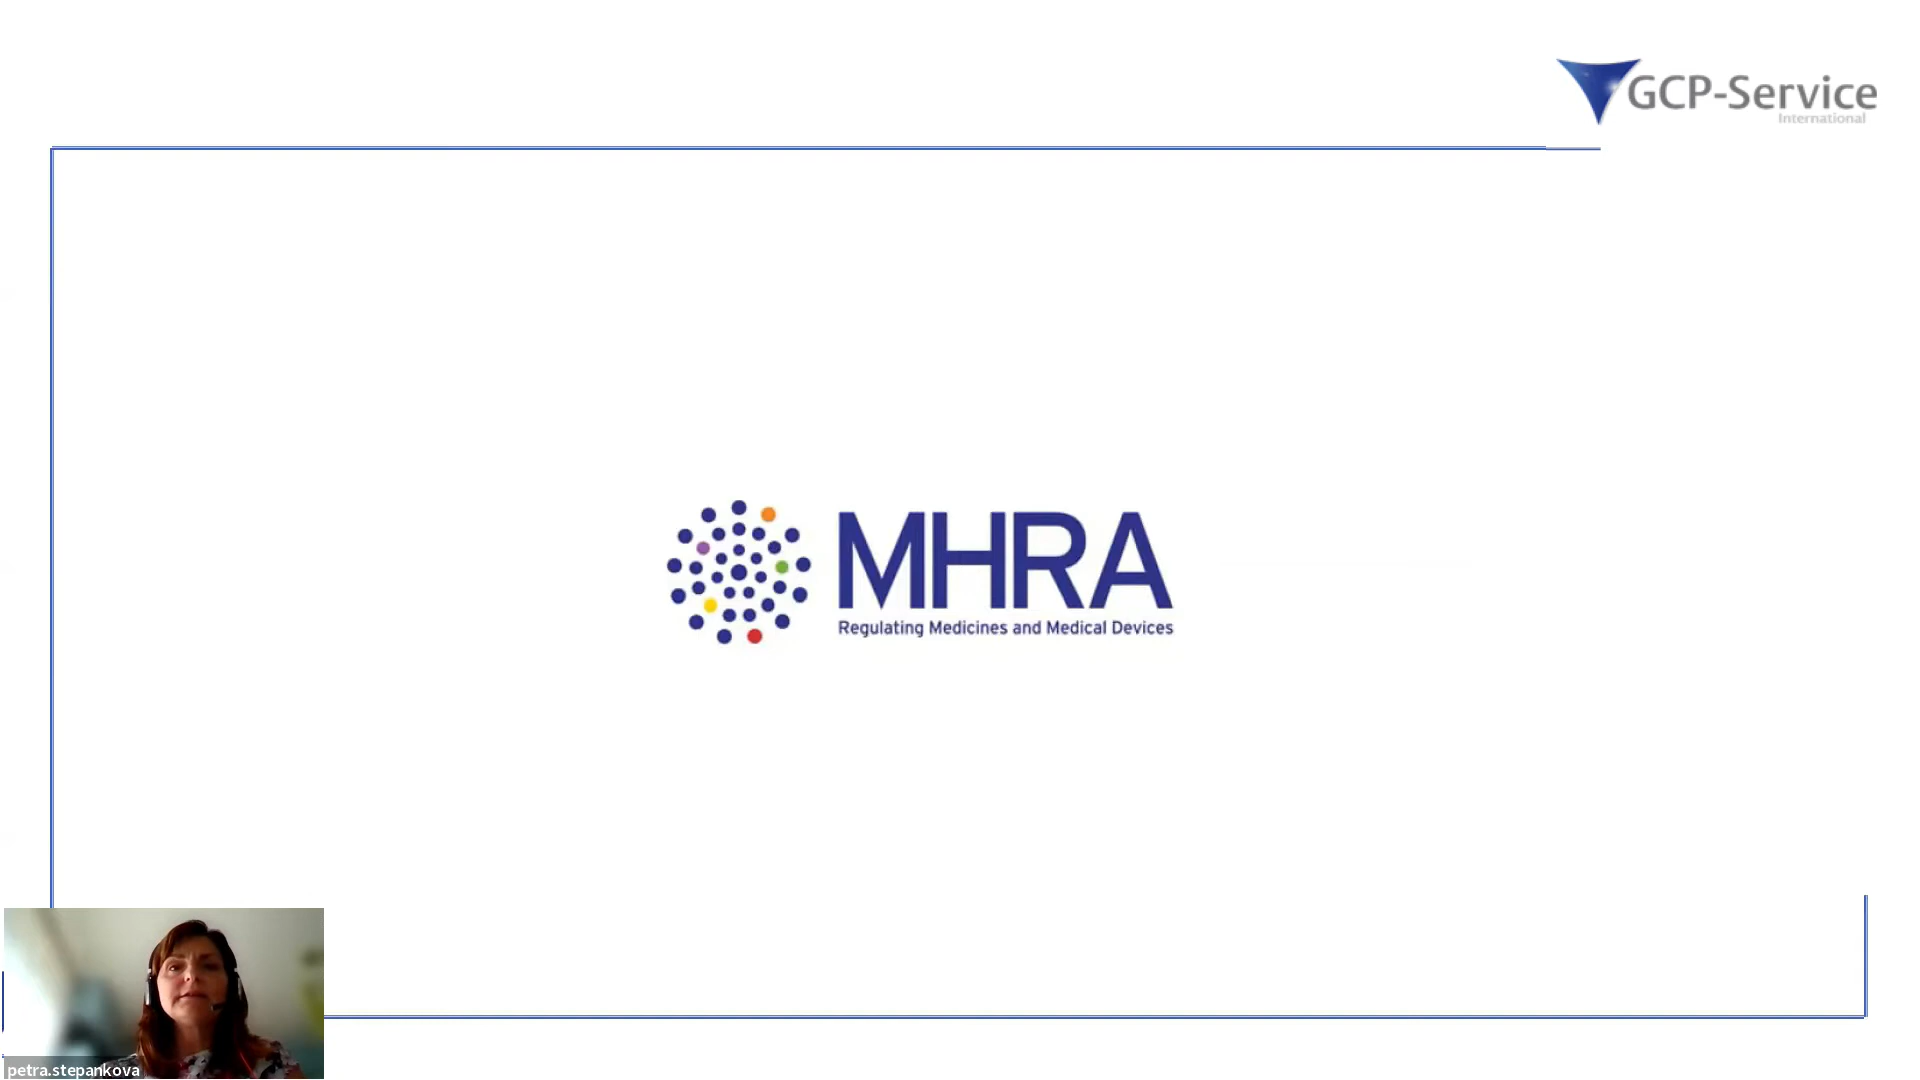 GCP-Service
International
MHRA
Regulating Medicines and Medical Devices
petra.stepankova